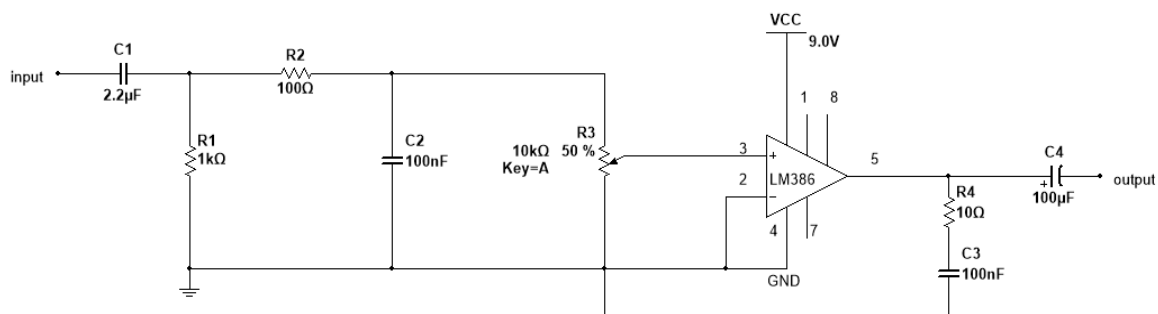 input
C1
2.2µF
R1
1kΩ
R2
100Ω
C2
100nF
R3
10kΩ
50 %
Key=A
VCC
9.0V
1
8
3
2
LM386
4
7
GND
5
R4
10Ω
C3
100nF
C4
100µF
output